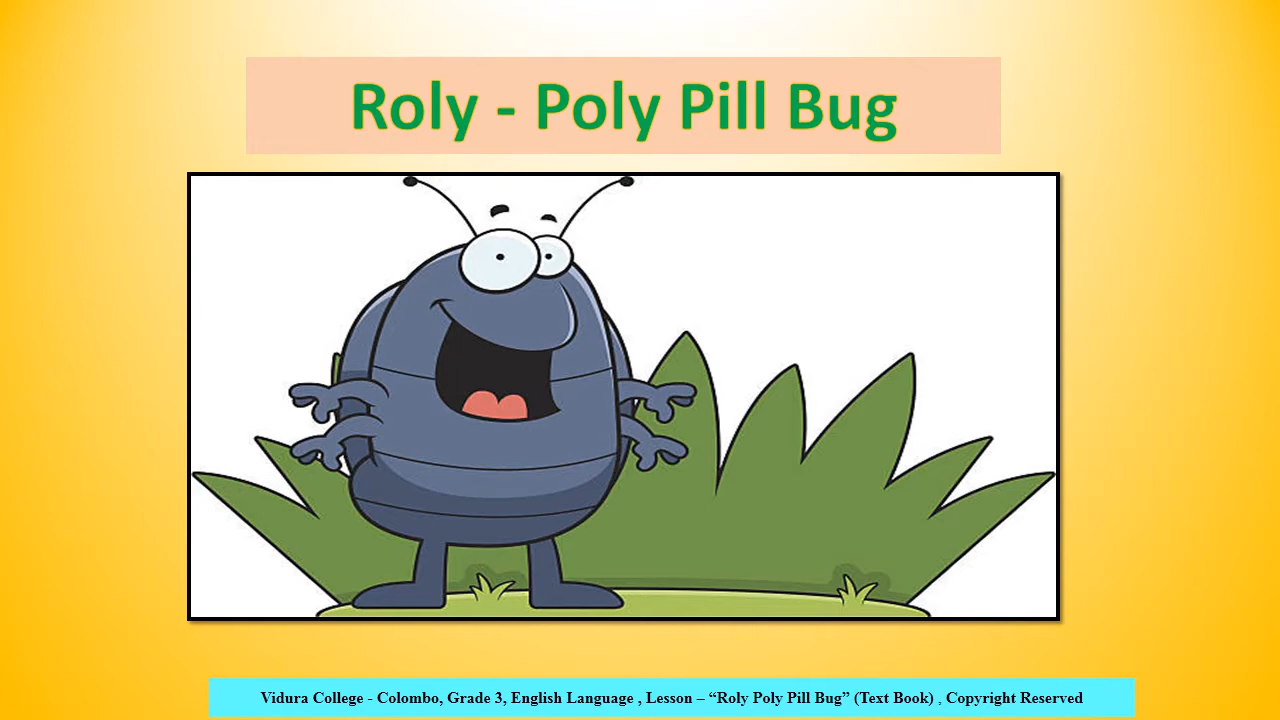 Roly - Poly Pill Bug
Vidura College - Colombo, Grade 3, English Language , Lesson – “Roly Poly Pill Bug” (Text Book) , Copyright Reserved